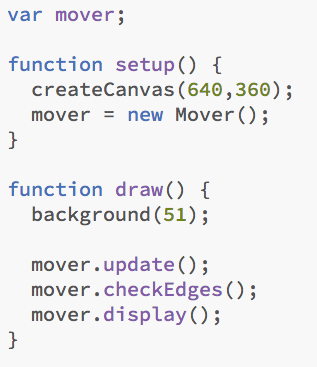 var mover;
function setup() {
  createCanvas(640,360);
  mover = new Mover();
}
function draw() {
  background(51);
  mover.update();
  mover.checkEdges();
  mover.display();
}